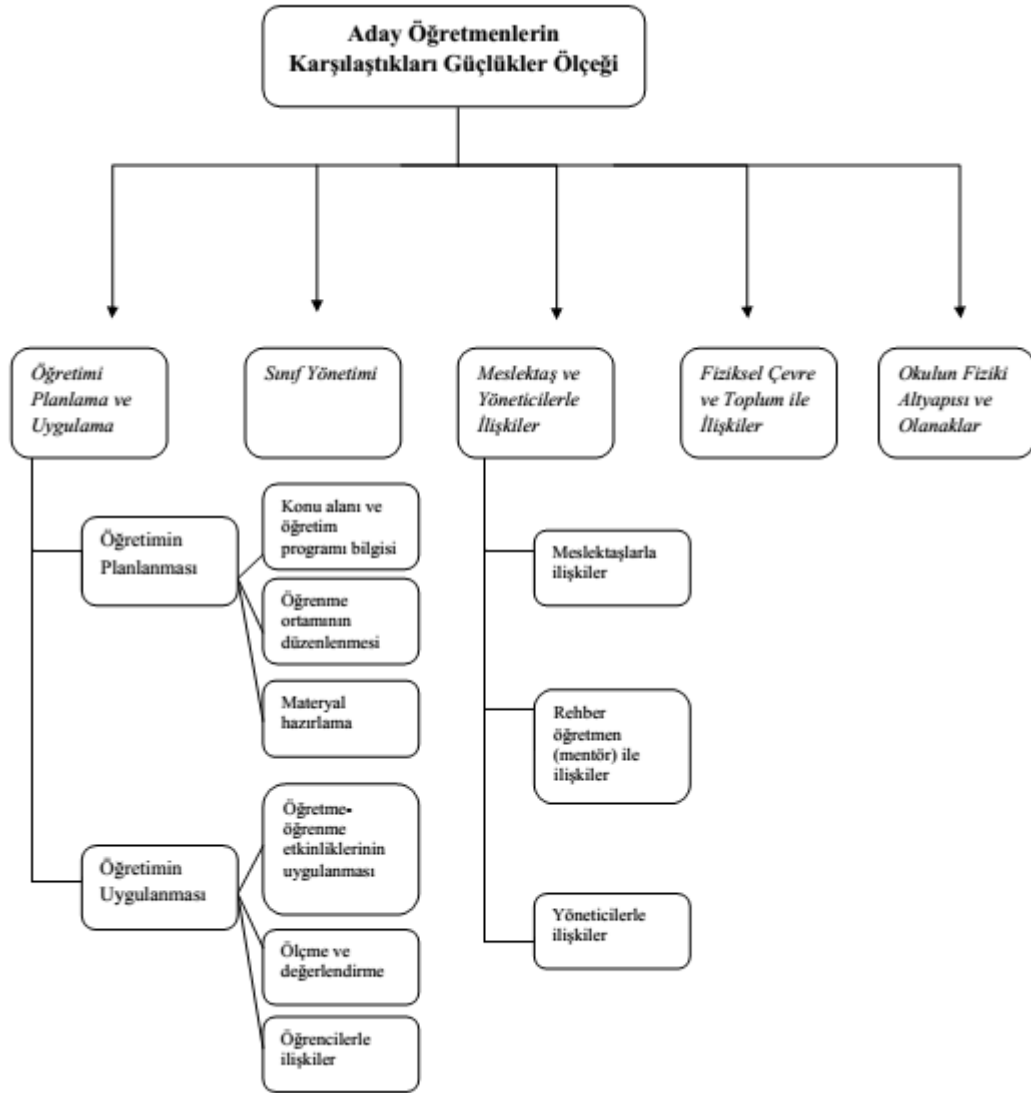 Aday Öğretmenlerin
Karşılaştıkları Güçlükler Ölçeği
Öğretimi
Planlama ve
Uygulama
Sınıf Yönetimi
Meslektaş ve
Yöneticilerle
İlişkiler
Fiziksel Çevre
ve Toplum ile
İlişkiler
Okulun Fiziki
Altyapısı ve
Olanaklar
Öğretimin
Planlanması
Konu alanı ve
öğretim
programı bilgisi
Öğrenme
ortamının
düzenlenmesi
Materyal
hazırlama
Öğretimin
Uygulanması
Öğretme-
öğrenme
etkinliklerinin
uygulanması
Ölçme ve
değerlendirme
Öğrencilerle
ilişkiler
Meslektaşlarla
ilişkiler
Rehber
öğretmen
(mentör) ile
ilişkiler
Yöneticilerle
ilişkiler